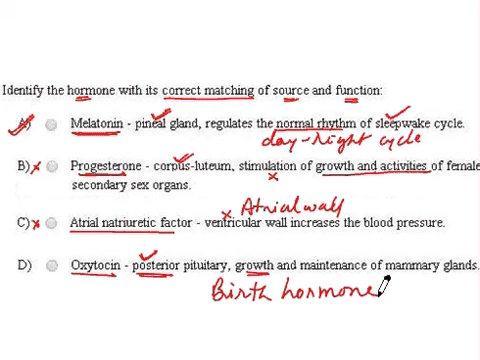 Identify the hormone with its correct matching of source and function:
A) Melatonin - pineal gland, regulates the normal rhythm of sleepwake cycle.
day-night cycle
B) Progesterone - corpus-luteum, stimulation of growth and activities of female
secondary sex organs.
Atrial wall
C) Atrial natriuretic factor - ventricular wall increases the blood pressure.
D) Oxytocin - posterior pituitary, growth and maintenance of mammary glands.
Birth hormone